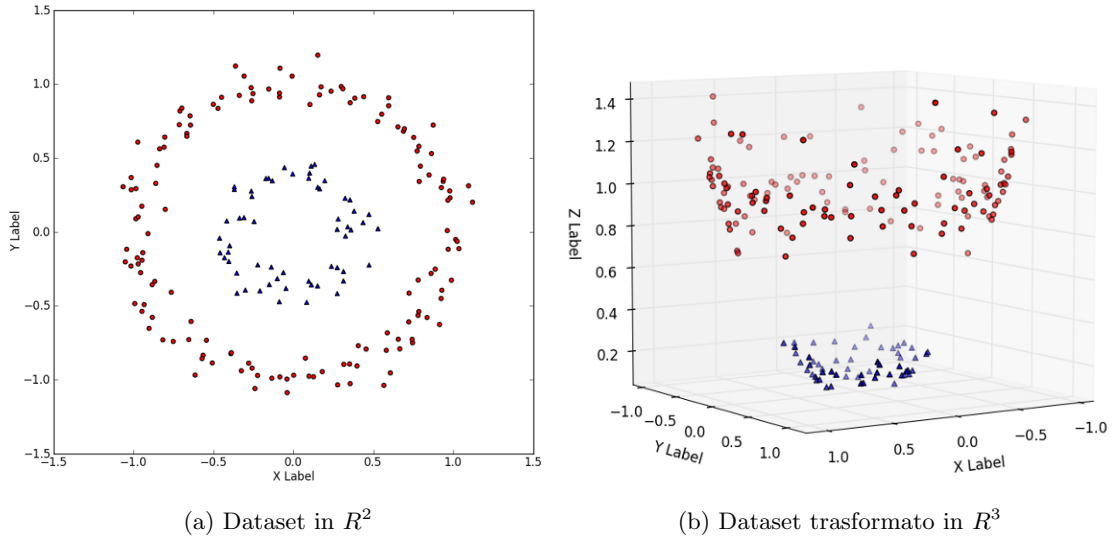 1.5
1.0
0.5
0.0
−0.5
−1.0
−1.5
Y Label
−1.5 −1.0 −0.5 0.0 0.5 1.0 1.5
X Label
(a) Dataset in R²
1.4
1.2
1.0
0.8
0.6
0.4
0.2
Z Label
−1.0 −0.5 0.0 0.5 1.0
Y Label
1.0 0.5 0.0 −0.5 −1.0
X Label
(b) Dataset trasformato in R³